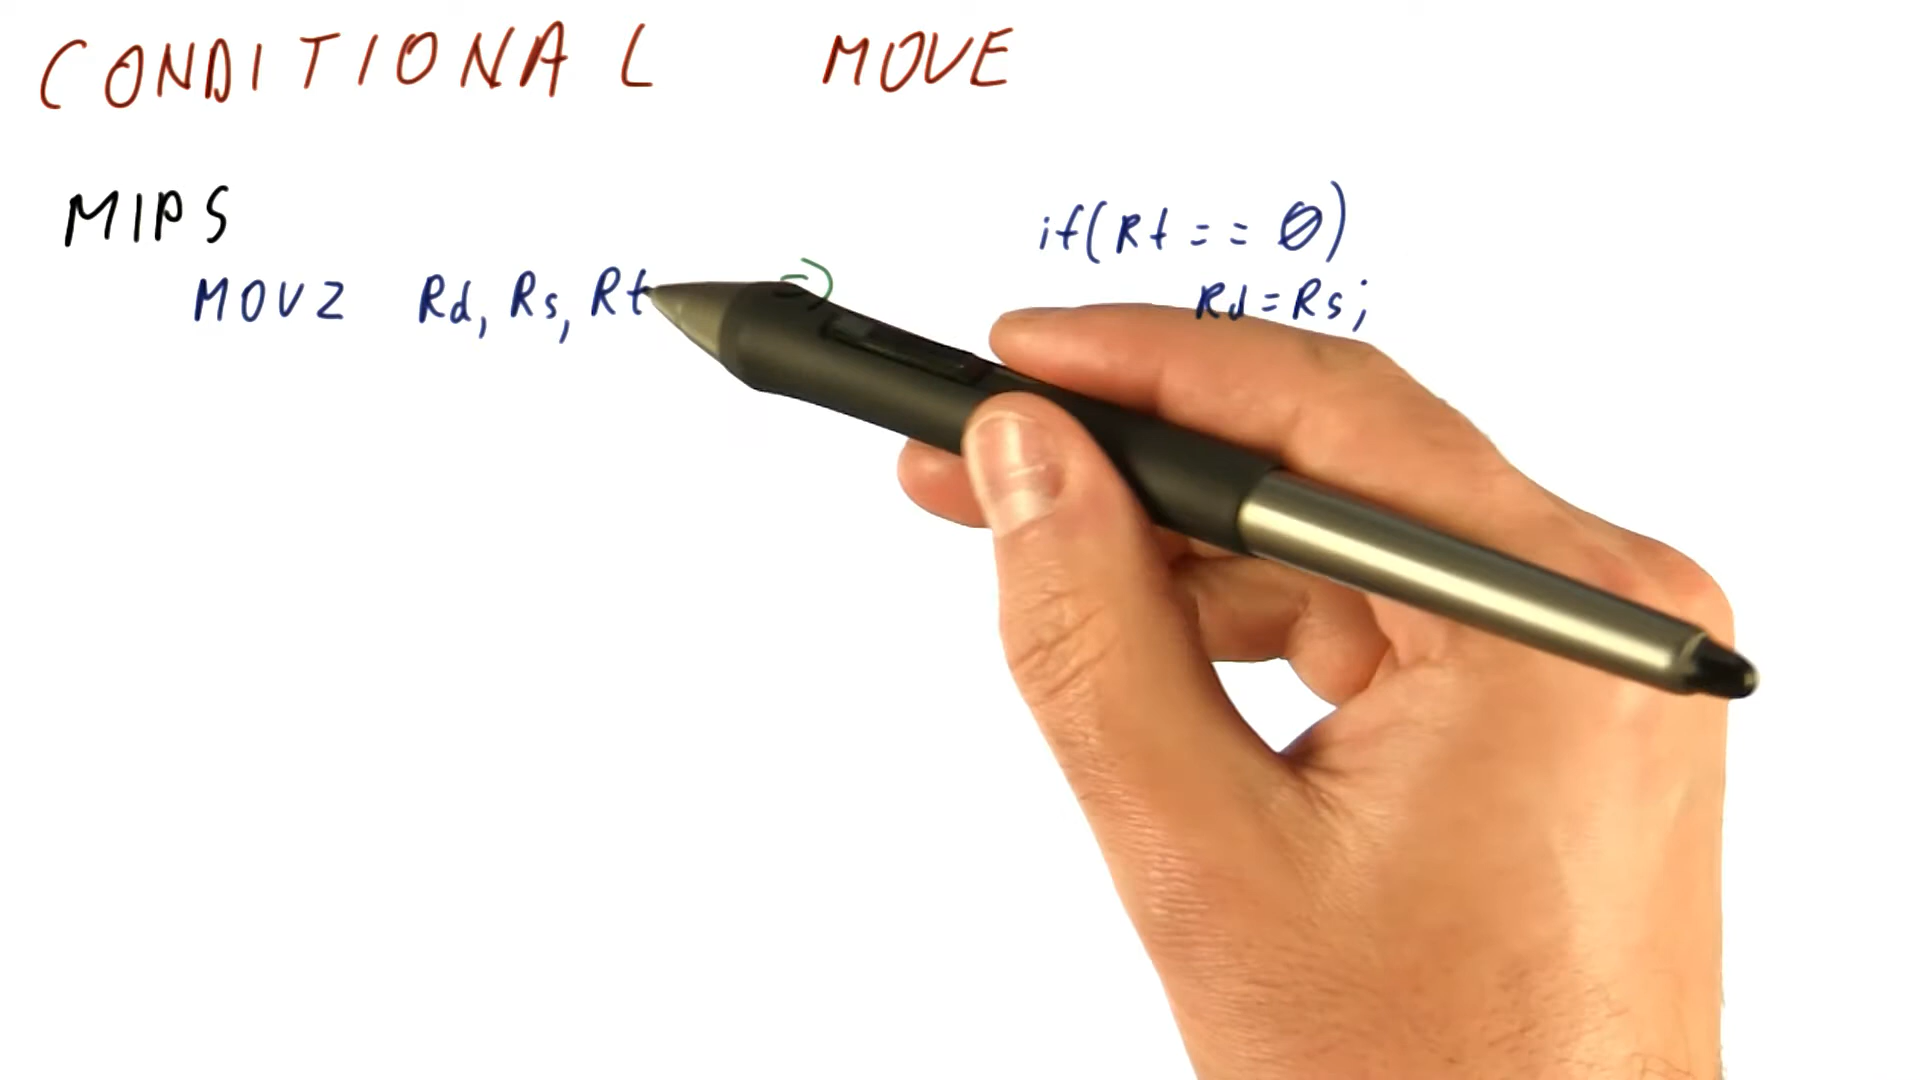 CONDITIONAL MOVE
MIPS
MOVZ Rd, Rs, Rt
if(Rt == 0)
Rd = Rs;